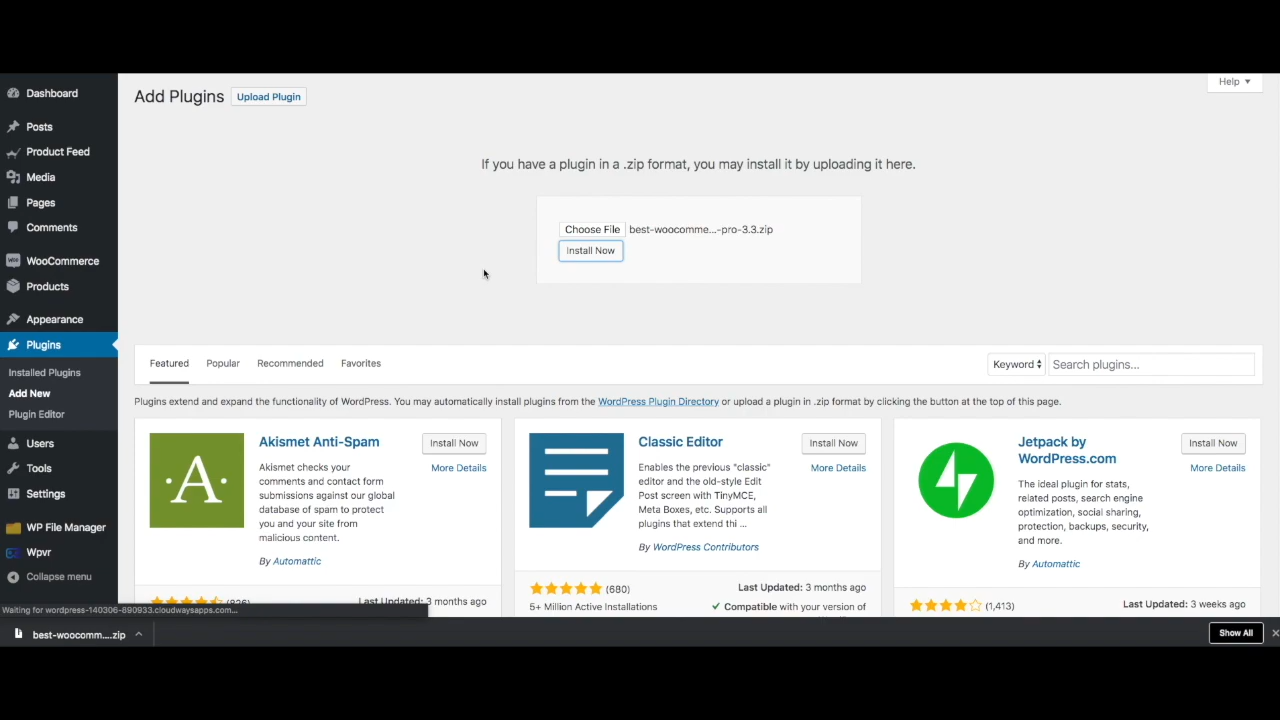 Dashboard
Posts
Product Feed
Media
Pages
Comments
WooCommerce
Products
Appearance
Plugins
Installed Plugins
Add New
Plugin Editor
Users
Tools
Settings
WP File Manager
Wpvr
Collapse menu
Add Plugins
Upload Plugin
Help
If you have a plugin in a .zip format, you may install it by uploading it here.
Choose File best-woocomme...-pro-3.3.zip
Install Now
Featured Popular Recommended Favorites
Keyword Search plugins...
Plugins extend and expand the functionality of WordPress. You may automatically install plugins from the WordPress Plugin Directory or upload a plugin in .zip format by clicking the button at the top of this page.
A
Akismet Anti-Spam
Install Now
More Details
Akismet checks your
comments and contact form
submissions against our global
database of spam to protect
you and your site from
malicious content.
By Automattic
(826)
Last Updated: 3 months ago
Classic Editor
Install Now
More Details
Enables the previous "classic"
editor and the old-style Edit
Post screen with TinyMCE,
Meta Boxes, etc. Supports all
plugins that extend thi ...
By WordPress Contributors
(680)
Last Updated: 3 months ago
5+ Million Active Installations
Compatible with your version of
Jetpack by
WordPress.com
Install Now
More Details
The ideal plugin for stats,
related posts, search engine
optimization, social sharing,
protection, backups, security,
and more.
By Automattic
(1,413)
Last Updated: 3 weeks ago
Waiting for wordpress-140306-690933.cloudwaysapps.com...
best-woocomm....zip
Show All